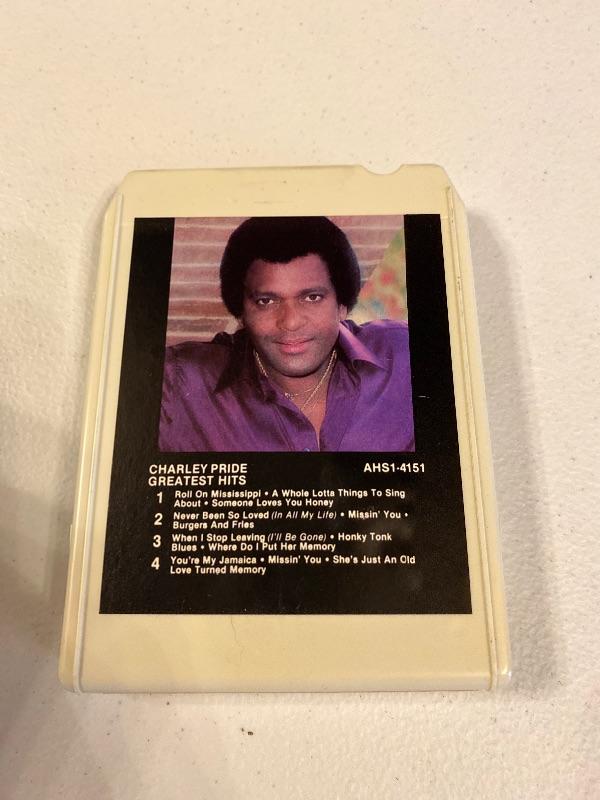 CHARLEY PRIDE AHS1-4151
GREATEST HITS
1 Roll On Mississippi • A Whole Lotta Things To Sing
About • Someone Loves You Honey
2 Never Been So Loved (In All My Life) • Missin' You •
Burgers And Fries
3 When I Stop Leaving (I'll Be Gone) • Honky Tonk
Blues • Where Do I Put Her Memory
4 You're My Jamaica • Missin' You • She's Just An Old
Love Turned Memory